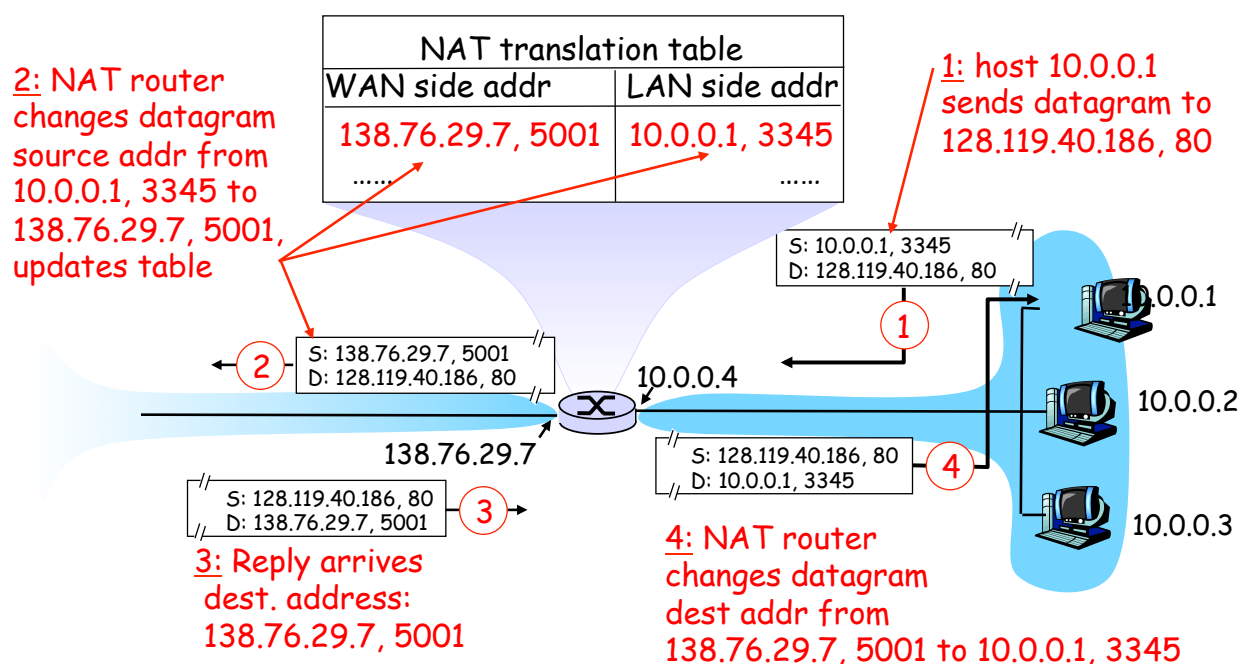 NAT translation table
WAN side addr LAN side addr
138.76.29.7, 5001 10.0.0.1, 3345
...... ......
2: NAT router
changes datagram
source addr from
10.0.0.1, 3345 to
138.76.29.7, 5001,
updates table
1: host 10.0.0.1
sends datagram to
128.119.40.186, 80
S: 10.0.0.1, 3345
D: 128.119.40.186, 80
1
10.0.0.1
2
S: 138.76.29.7, 5001
D: 128.119.40.186, 80
10.0.0.4
10.0.0.2
138.76.29.7
S: 128.119.40.186, 80
D: 10.0.0.1, 3345
4
S: 128.119.40.186, 80
D: 138.76.29.7, 5001
3
10.0.0.3
3: Reply arrives
dest. address:
138.76.29.7, 5001
4: NAT router
changes datagram
dest addr from
138.76.29.7, 5001 to 10.0.0.1, 3345